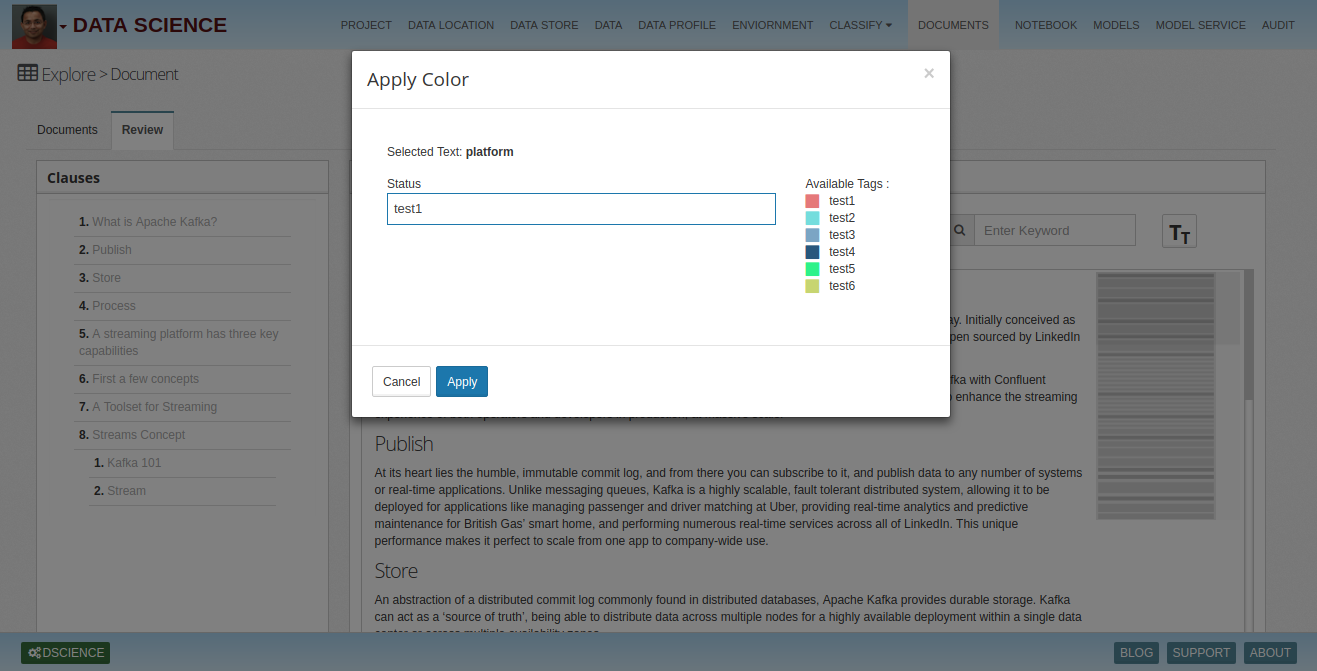 DATA SCIENCE
PROJECT DATA LOCATION DATA STORE DATA DATA PROFILE ENVIORNMENT CLASSIFY DOCUMENTS NOTEBOOK MODELS MODEL SERVICE AUDIT
Explore > Document
Documents Review
Clauses
1. What is Apache Kafka?
2. Publish
3. Store
4. Process
5. A streaming platform has three key
capabilities
6. First a few concepts
7. A Toolset for Streaming
8. Streams Concept
1. Kafka 101
2. Stream
Apply Color
×
Selected Text: platform
Status
test1
Available Tags :
test1
test2
test3
test4
test5
test6
Cancel Apply
Enter Keyword
TT
Initially conceived as
sourced by LinkedIn
with Confluent
enhance the streaming
Publish
At its heart lies the humble, immutable commit log, and from there you can subscribe to it, and publish data to any number of systems
or real-time applications. Unlike messaging queues, Kafka is a highly scalable, fault tolerant distributed system, allowing it to be
deployed for applications like managing passenger and driver matching at Uber, providing real-time analytics and predictive
maintenance for British Gas’ smart home, and performing numerous real-time services across all of LinkedIn. This unique
performance makes it perfect to scale from one app to company-wide use.
Store
An abstraction of a distributed commit log commonly found in distributed databases, Apache Kafka provides durable storage. Kafka
can act as a ‘source of truth’, being able to distribute data across multiple nodes for a highly available deployment within a single data
DSCIENCE
BLOG SUPPORT ABOUT